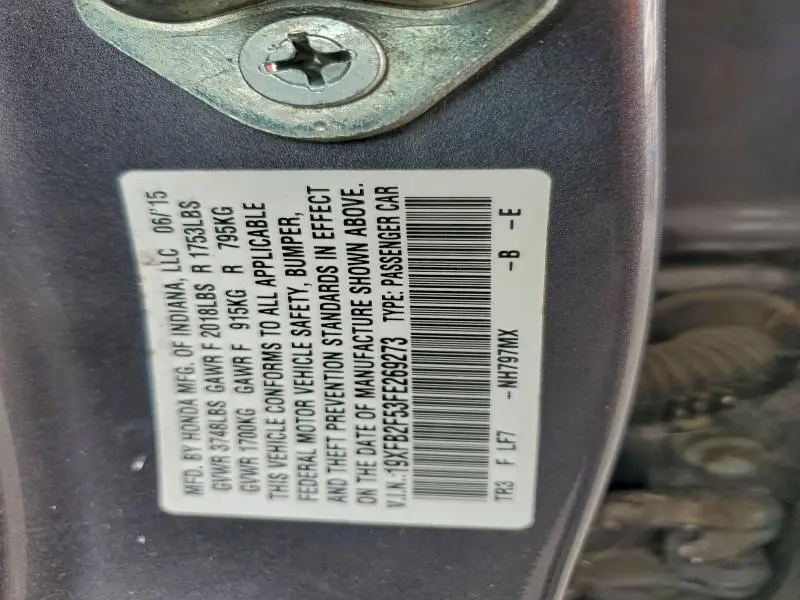 MFD. BY HONDA MFG. OF INDIANA, LLC 06/'15
GVWR 3748LBS GAWR F 2018LBS R 1753LBS
GVWR 1700KG GAWR F 915KG R 795KG
THIS VEHICLE CONFORMS TO ALL APPLICABLE
FEDERAL MOTOR VEHICLE SAFETY, BUMPER,
AND THEFT PREVENTION STANDARDS IN EFFECT
ON THE DATE OF MANUFACTURE SHOWN ABOVE.
V.I.N.:19XFB2F53FE269273 TYPE: PASSENGER CAR
TR3 F LF7 -NH797MX -B -E